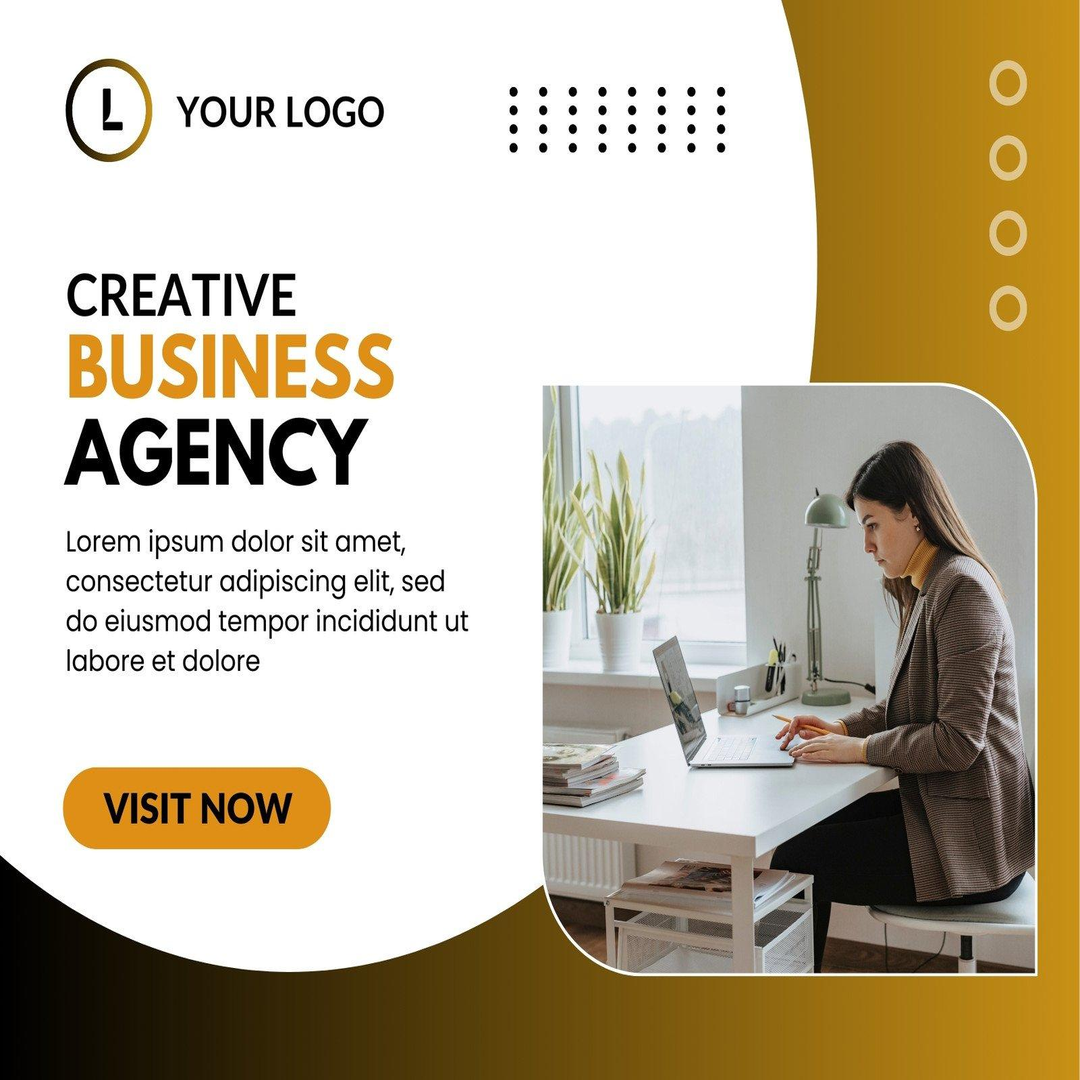 L
YOUR LOGO
CREATIVE
BUSINESS
AGENCY
Lorem ipsum dolor sit amet,
consectetur adipiscing elit, sed
do eiusmod tempor incididunt ut
labore et dolore
VISIT NOW